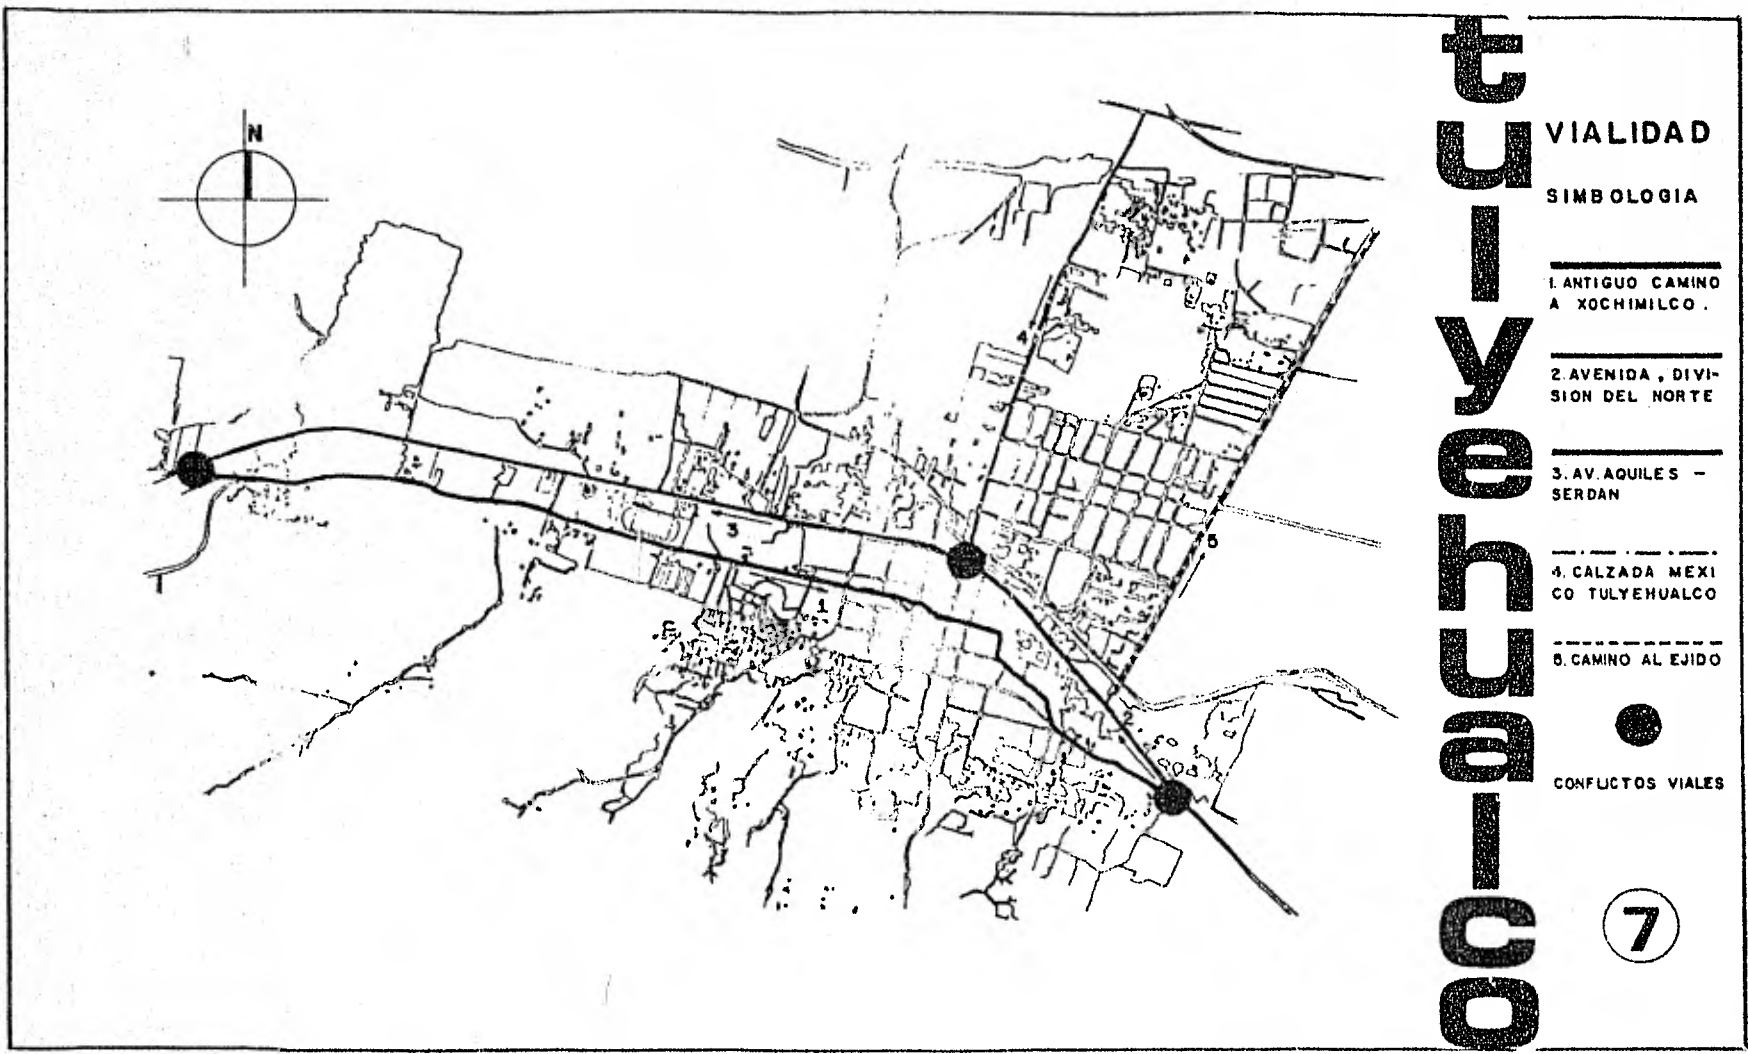 N
4
5
3
1
2
tulyehualco
VIALIDAD
SIMBOLOGIA
1. ANTIGUO CAMINO
A XOCHIMILCO.
2. AVENIDA, DIVI-
SION DEL NORTE
3. AV. AQUILES -
SERDAN
4. CALZADA MEXI
CO TULYEHUALCO
5. CAMINO AL EJIDO
CONFLICTOS VIALES
7